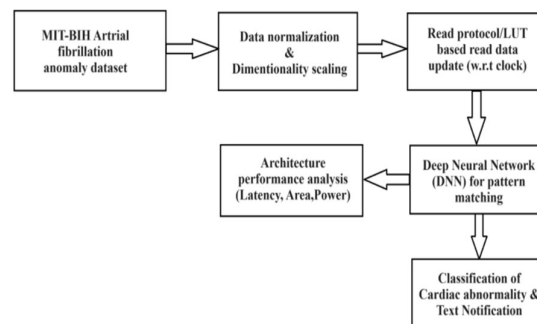 MIT-BIH Artrial
fibrillation
anomaly dataset
Data normalization
&
Dimentionality scaling
Read protocol/LUT
based read data
update (w.r.t clock)
Architecture
performance analysis
(Latency, Area,Power)
Deep Neural Network
(DNN) for pattern
matching
Classification of
Cardiac abnormality &
Text Notification